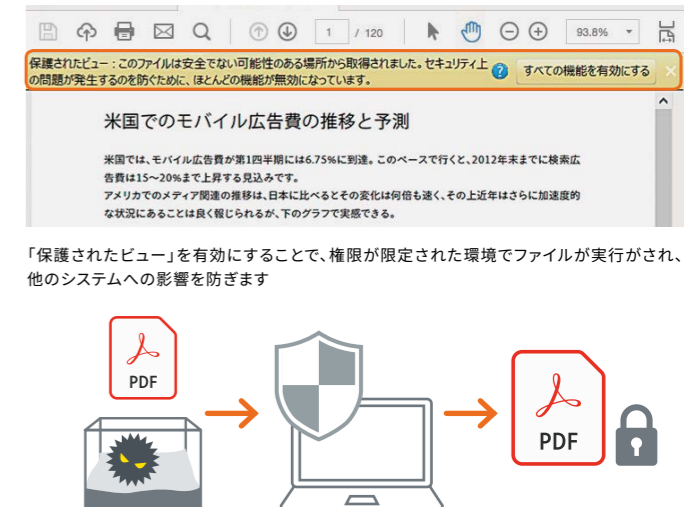 1 / 120 93.8%
保護されたビュー：このファイルは安全でない可能性のある場所から取得されました。セキュリティ上
の問題が発生するのを防ぐために、ほとんどの機能が無効になっています。
? すべての機能を有効にする
米国でのモバイル広告費の推移と予測
米国では、モバイル広告費が第1四半期には6.75%に到達。このペースで行くと、2012年末までに検索広
告費は15～20%まで上昇する見込みです。
アメリカでのメディア関連の推移は、日本に比べるとその変化は何倍も速く、その上近年はさらに加速度的
な状況にあることは良く報じられるが、下のグラフで実感できる。
「保護されたビュー」を有効にすることで、権限が限定された環境でファイルが実行がされ、
他のシステムへの影響を防ぎます
PDF
PDF